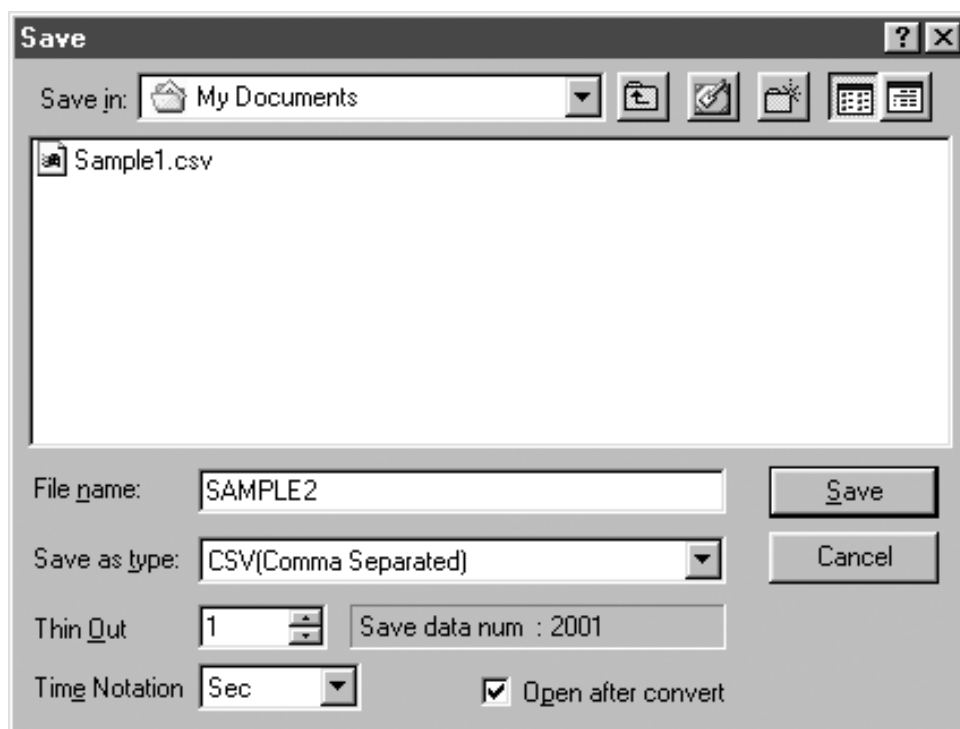 Save
Save in: My Documents
Sample1.csv
File name: SAMPLE2 Save
Save as type: CSV(Comma Separated) Cancel
Thin Out 1 Save data num : 2001
Time Notation Sec Open after convert